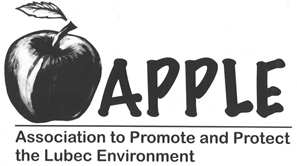 APPLE
Association to Promote and Protect
the Lubec Environment